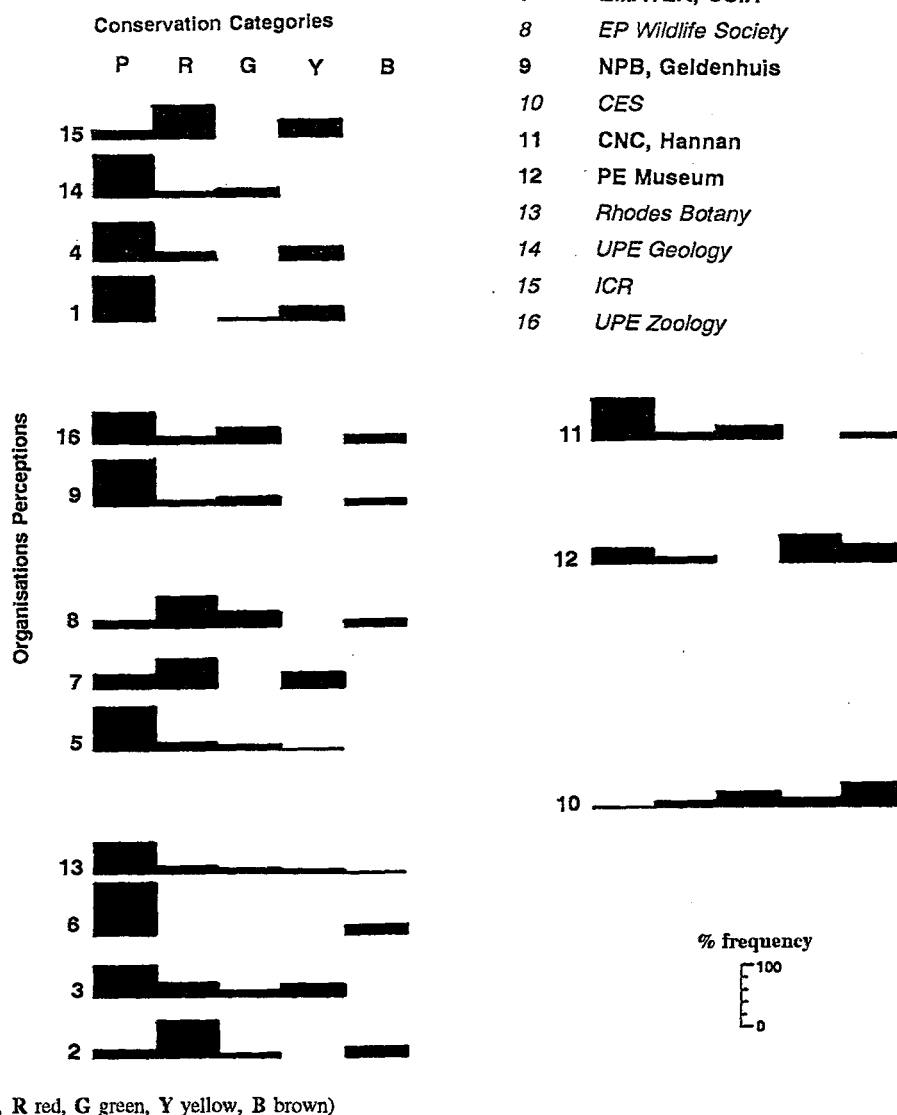 Conservation Categories
P R G Y B
8 EP Wildlife Society
9 NPB, Geldenhuis
10 CES
11 CNC, Hannan
12 PE Museum
13 Rhodes Botany
14 UPE Geology
15 ICR
16 UPE Zoology
Organisations Perceptions
15
14
4
1
16
9
8
7
5
13
6
3
2
11
12
10
% frequency
100
0
, R red, G green, Y yellow, B brown)